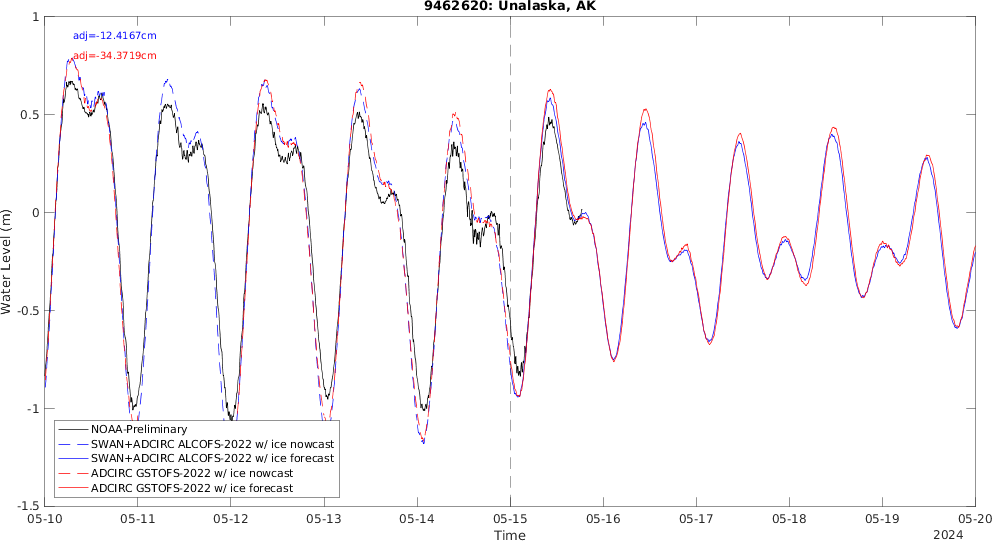 9462620: Unalaska, AK
adj=-12.4167cm
adj=-34.3719cm
Water Level (m)
1
0.5
0
-0.5
-1
-1.5
NOAA-Preliminary
SWAN+ADCIRC ALCOFS-2022 w/ ice nowcast
SWAN+ADCIRC ALCOFS-2022 w/ ice forecast
ADCIRC GSTOFS-2022 w/ ice nowcast
ADCIRC GSTOFS-2022 w/ ice forecast
05-10 05-11 05-12 05-13 05-14 05-15 05-16 05-17 05-18 05-19 05-20
Time
2024